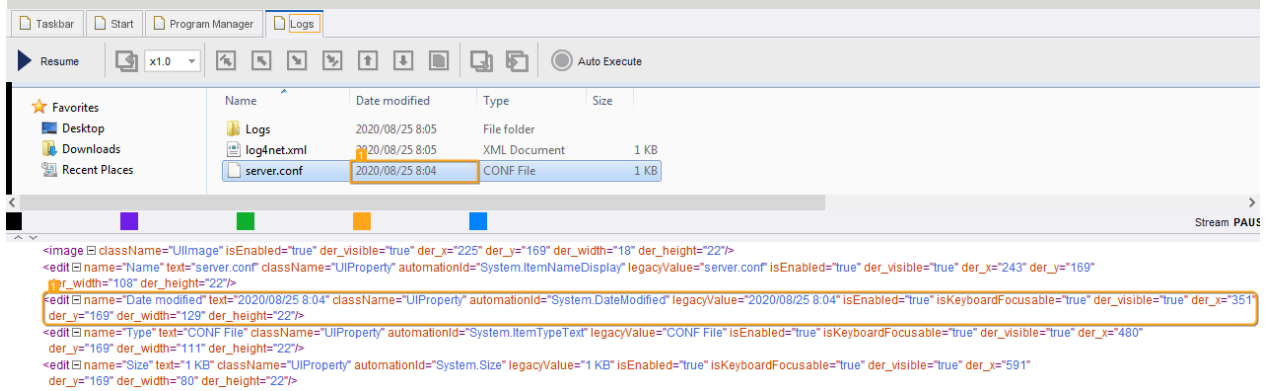 Taskbar Start Program Manager Logs
Resume x1.0 Auto Execute
Favorites
Desktop
Downloads
Recent Places
Name Date modified Type Size
Logs 2020/08/25 8:05 File folder
log4net.xml 2020/08/25 8:05 XML Document 1 KB
1
server.conf 2020/08/25 8:04 CONF File 1 KB
Stream PAUS
<image className="UIImage" isEnabled="true" der_visible="true" der_x="225" der_y="169" der_width="18" der_height="22"/>
<edit name="Name" text="server.conf" className="UIProperty" automationId="System.ItemNameDisplay" legacyValue="server.conf" isEnabled="true" der_visible="true" der_x="243" der_y="169"
der_width="108" der_height="22"/>
1
<edit name="Date modified" text="2020/08/25 8:04" className="UIProperty" automationId="System.DateModified" legacyValue="2020/08/25 8:04" isEnabled="true" isKeyboardFocusable="true" der_visible="true" der_x="351"
der_y="169" der_width="129" der_height="22"/>
<edit name="Type" text="CONF File" className="UIProperty" automationId="System.ItemTypeText" legacyValue="CONF File" isEnabled="true" isKeyboardFocusable="true" der_visible="true" der_x="480"
der_y="169" der_width="111" der_height="22"/>
<edit name="Size" text="1 KB" className="UIProperty" automationId="System.Size" legacyValue="1 KB" isEnabled="true" isKeyboardFocusable="true" der_visible="true" der_x="591"
der_y="169" der_width="80" der_height="22"/>